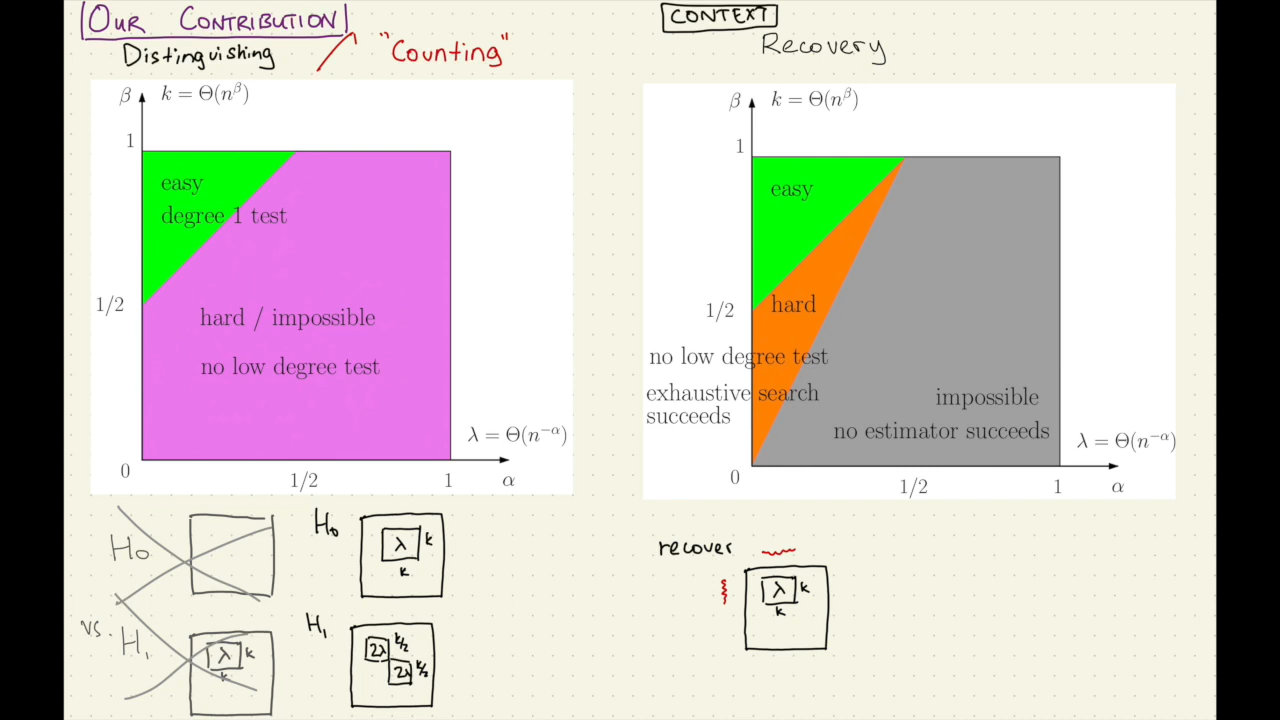 OUR CONTRIBUTION
Distinguishing
"Counting"
β
k = Θ(n^β)
1
easy
degree 1 test
1/2
hard / impossible
no low degree test
λ = Θ(n^{-α})
0
1/2
1
α
H₀
vs.
H₁
λ
k
k
H₀
λ
k
k
H₁
2λ
k/2
2λ
k/2
CONTEXT
Recovery
β
k = Θ(n^β)
1
easy
1/2
hard
no low degree test
exhaustive search
succeeds
impossible
no estimator succeeds
λ = Θ(n^{-α})
0
1/2
1
α
recover
λ
k
k